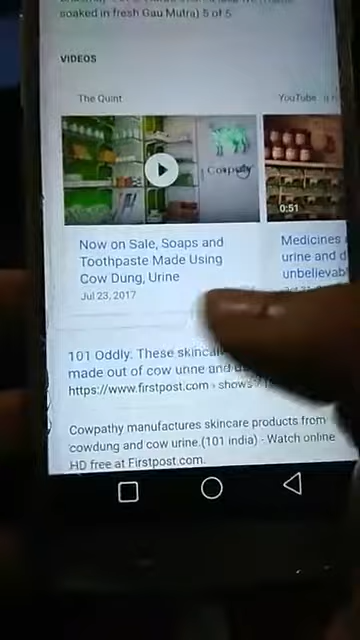 soaked in fresh Gau Mutra) 5 of 5
VIDEOS
The Quint
YouTube
Cowpathy
0:51
Now on Sale, Soaps and
Toothpaste Made Using
Cow Dung, Urine
Jul 23, 2017
Medicines
urine and d
unbelievab
101 Oddly: These skincar
made out of cow urine and
https://www.firstpost.com › shows
Cowpathy manufactures skincare products from
cowdung and cow urine.(101 india) - Watch online
HD free at Firstpost.com.